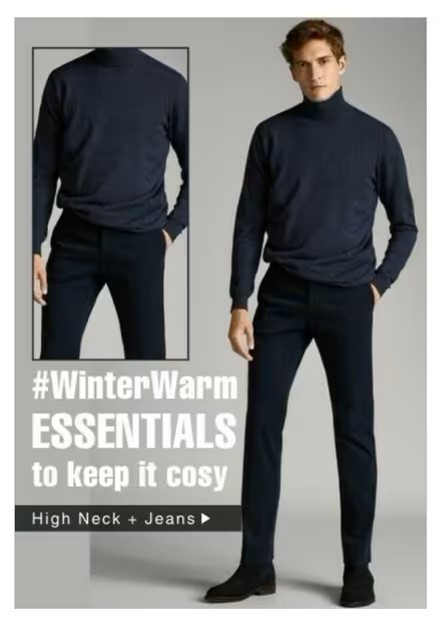 #WinterWarm
ESSENTIALS
to keep it cosy
High Neck + Jeans